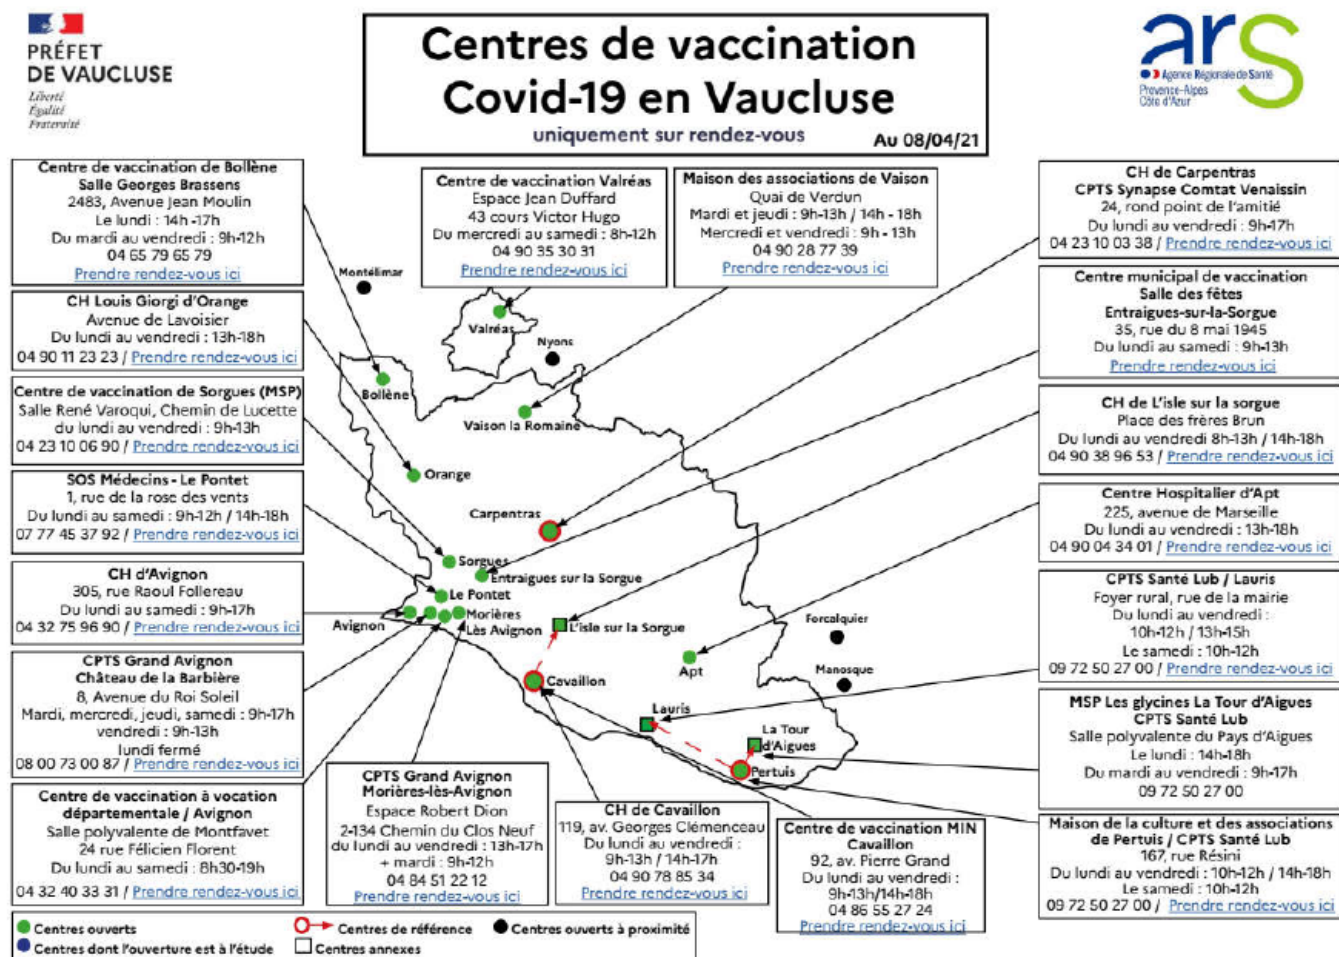 PRÉFET
DE VAUCLUSE
Liberté
Égalité
Fraternité
Centres de vaccination
Covid-19 en Vaucluse
uniquement sur rendez-vous
Au 08/04/21
ars
Agence Régionale de Santé
Provence-Alpes
Côte d'Azur
Centre de vaccination de Bollène
Salle Georges Brassens
2483, Avenue Jean Moulin
Le lundi : 14h -17h
Du mardi au vendredi : 9h-12h
04 65 79 65 79
Prendre rendez-vous ici
CH Louis Giorgi d'Orange
Avenue de Lavoisier
Du lundi au vendredi : 13h-18h
04 90 11 23 23 / Prendre rendez-vous ici
Centre de vaccination de Sorgues (MSP)
Salle René Varoqui, Chemin de Lucette
du lundi au vendredi : 9h-13h
04 23 10 06 90 / Prendre rendez-vous ici
SOS Médecins - Le Pontet
1, rue de la rose des vents
Du lundi au samedi : 9h-12h / 14h-18h
07 77 45 37 92 / Prendre rendez-vous ici
CH d'Avignon
305, rue Raoul Follereau
Du lundi au samedi : 9h-17h
04 32 75 96 90 / Prendre rendez-vous ici
CPTS Grand Avignon
Château de la Barbière
8, Avenue du Roi Soleil
Mardi, mercredi, jeudi, samedi : 9h-17h
vendredi : 9h-13h
lundi fermé
08 00 73 00 87 / Prendre rendez-vous ici
Centre de vaccination à vocation
départementale / Avignon
Salle polyvalente de Montfavet
24 rue Félicien Florent
Du lundi au samedi : 8h30-19h
04 32 40 33 31 / Prendre rendez-vous ici
Centre de vaccination Valréas
Espace Jean Duffard
43 cours Victor Hugo
Du mercredi au samedi : 8h-12h
04 90 35 30 31
Prendre rendez-vous ici
Maison des associations de Vaison
Quai de Verdun
Mardi et jeudi : 9h-13h / 14h - 18h
Mercredi et vendredi : 9h - 13h
04 90 28 77 39
Prendre rendez-vous ici
Montélimar
Valréas
Nyons
Bollène
Vaison la Romaine
Orange
Carpentras
Sorgues
Entraigues sur la Sorgue
Le Pontet
Avignon
Morières
Lès Avignon
L'isle sur la Sorgue
Forcalquier
Apt
Manosque
Cavaillon
Lauris
La Tour
d'Aigues
Pertuis
CPTS Grand Avignon
Morières-lès-Avignon
Espace Robert Dion
2-134 Chemin du Clos Neuf
du lundi au vendredi : 13h-17h
+ mardi : 9h-12h
04 84 51 22 12
Prendre rendez-vous ici
CH de Cavaillon
119, av. Georges Clémenceau
Du lundi au vendredi :
9h-13h / 14h-17h
04 90 78 85 34
Prendre rendez-vous ici
Centre de vaccination MIN
Cavaillon
92, av. Pierre Grand
Du lundi au vendredi :
9h-13h/14h-18h
04 86 55 27 24
Prendre rendez-vous ici
CH de Carpentras
CPTS Synapse Comtat Venaissin
24, rond point de l'amitié
Du lundi au vendredi : 9h-17h
04 23 10 03 38 / Prendre rendez-vous ici
Centre municipal de vaccination
Salle des fêtes
Entraigues-sur-la-Sorgue
35, rue du 8 mai 1945
Du lundi au samedi : 9h-13h
Prendre rendez-vous ici
CH de L'isle sur la sorgue
Place des frères Brun
Du lundi au vendredi 8h-13h / 14h-18h
04 90 38 96 53 / Prendre rendez-vous ici
Centre Hospitalier d'Apt
225, avenue de Marseille
Du lundi au vendredi : 13h-18h
04 90 04 34 01 / Prendre rendez-vous ici
CPTS Santé Lub / Lauris
Foyer rural, rue de la mairie
Du lundi au vendredi :
10h-12h / 13h-15h
Le samedi : 10h-12h
09 72 50 27 00 / Prendre rendez-vous ici
MSP Les glycines La Tour d'Aigues
CPTS Santé Lub
Salle polyvalente du Pays d'Aigues
Le lundi : 14h-18h
Du mardi au vendredi : 9h-17h
09 72 50 27 00
Maison de la culture et des associations
de Pertuis / CPTS Santé Lub
167, rue Résini
Du lundi au vendredi : 10h-12h / 14h-18h
Le samedi : 10h-12h
09 72 50 27 00 / Prendre rendez-vous ici
Centres ouverts
Centres de référence
Centres ouverts à proximité
Centres dont l'ouverture est à l'étude
Centres annexes